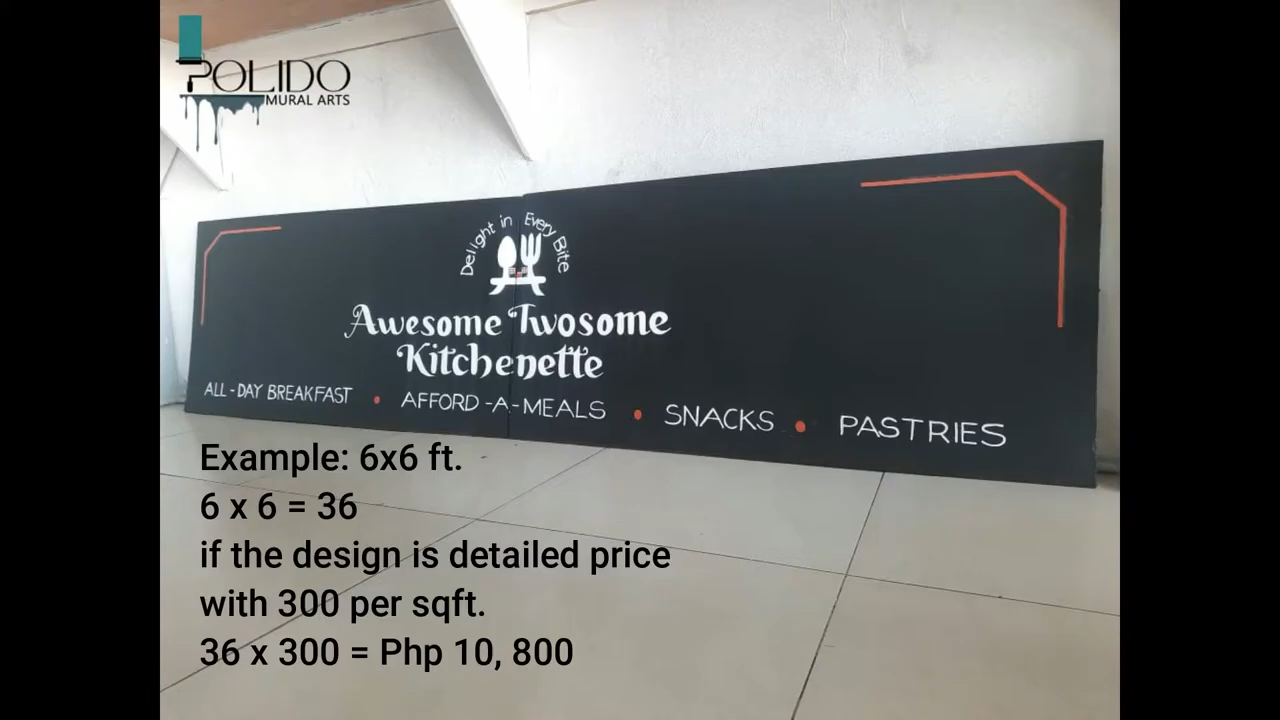 POLIDO
MURAL ARTS
Delight in Every Bite
Awesome Twosome
Kitchenette
ALL-DAY BREAKFAST • AFFORD-A-MEALS • SNACKS • PASTRIES
Example: 6x6 ft.
6 x 6 = 36
if the design is detailed price
with 300 per sqft.
36 x 300 = Php 10, 800